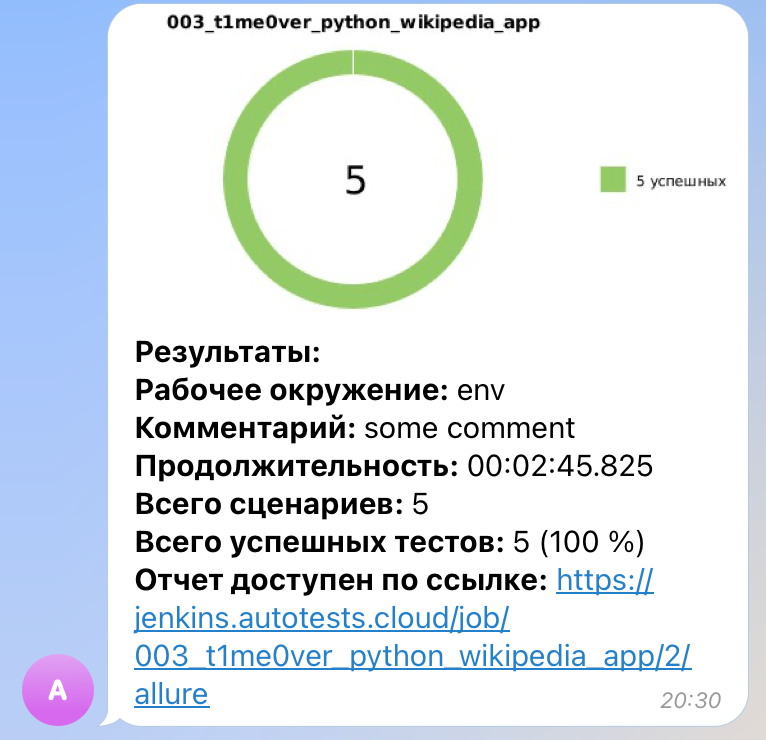 003_t1me0ver_python_wikipedia_app
5
5 успешных
Результаты:
Рабочее окружение: env
Комментарий: some comment
Продолжительность: 00:02:45.825
Всего сценариев: 5
Всего успешных тестов: 5 (100 %)
Отчет доступен по ссылке: https://
jenkins.autotests.cloud/job/
003_t1me0ver_python_wikipedia_app/2/
allure
A
20:30